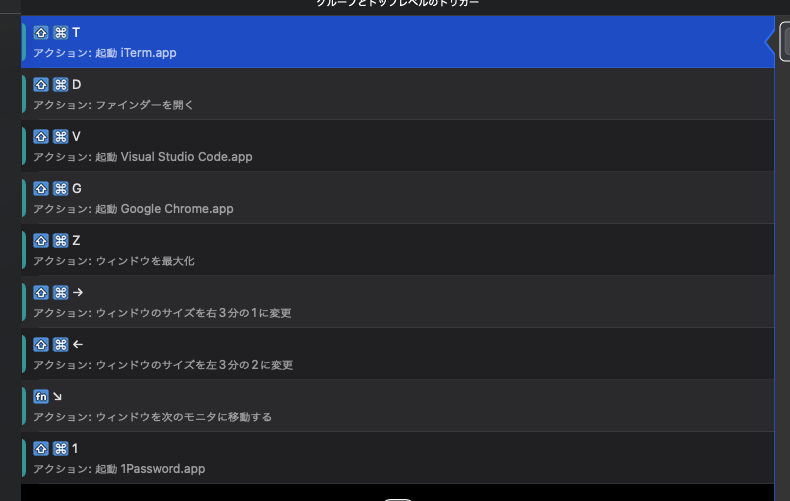 グループとトップレベルのトリガー
⇧ ⌘ T
アクション: 起動 iTerm.app
⇧ ⌘ D
アクション: ファインダーを開く
⇧ ⌘ V
アクション: 起動 Visual Studio Code.app
⇧ ⌘ G
アクション: 起動 Google Chrome.app
⇧ ⌘ Z
アクション: ウィンドウを最大化
⇧ ⌘ →
アクション: ウィンドウのサイズを右3分の1に変更
⇧ ⌘ ←
アクション: ウィンドウのサイズを左3分の2に変更
fn ↘
アクション: ウィンドウを次のモニタに移動する
⇧ ⌘ 1
アクション: 起動 1Password.app